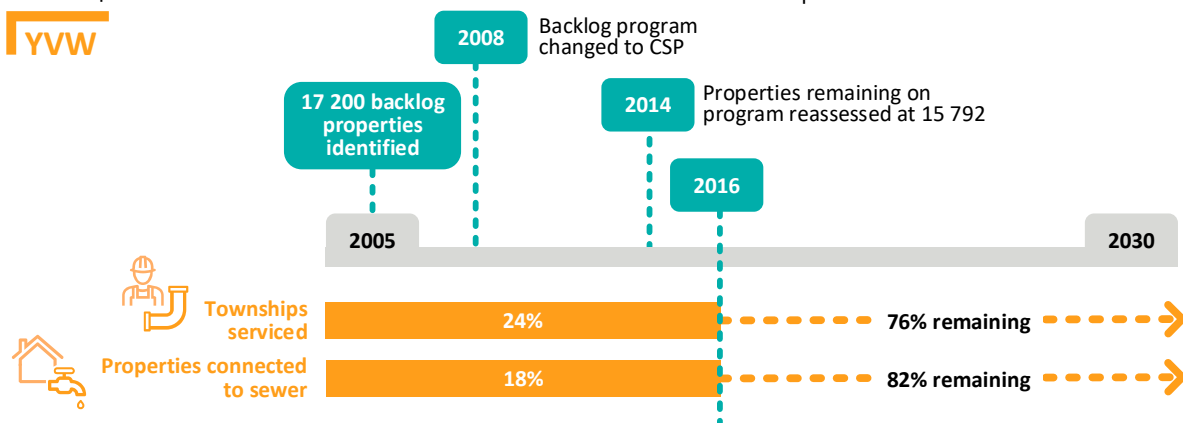 YVW
2008
Backlog program
changed to CSP
17 200 backlog
properties
identified
2014
Properties remaining on
program reassessed at 15 792
2016
2005
2030
Townships
serviced
24%
76% remaining
Properties connected
to sewer
18%
82% remaining